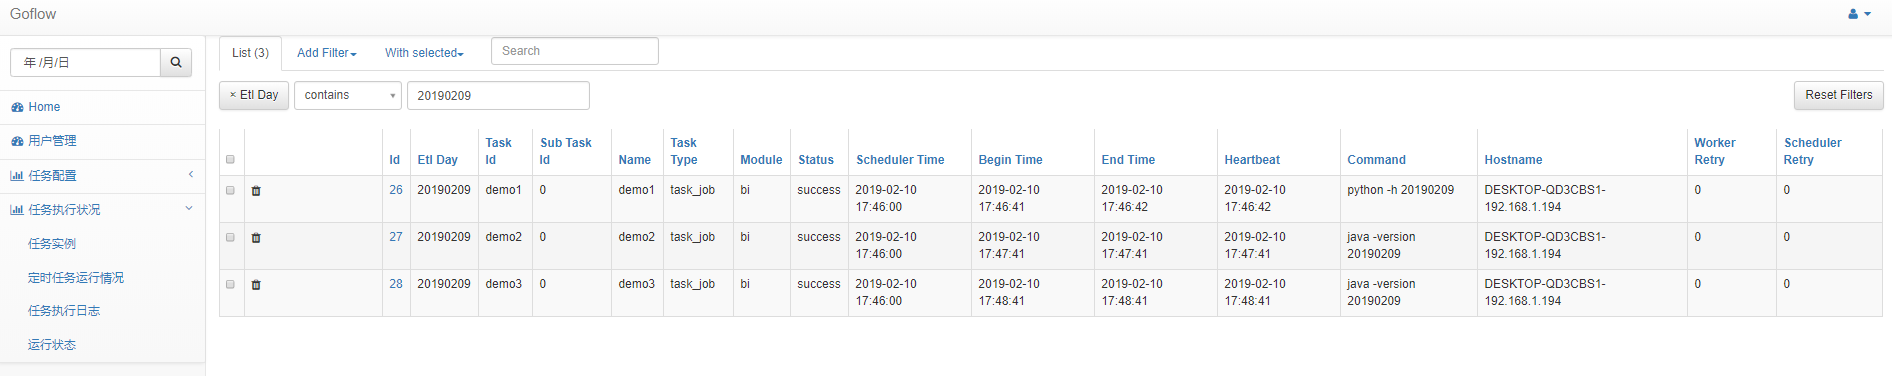 Goflow
年 /月/日
Home
用户管理
任务配置
任务执行状况
任务实例
定时任务运行情况
任务执行日志
运行状态
List (3) Add Filter With selected Search
× Etl Day contains 20190209 Reset Filters
Id Etl Day Task Id Sub Task Id Name Task Type Module Status Scheduler Time Begin Time End Time Heartbeat Command Hostname Worker Retry Scheduler Retry
26 20190209 demo1 0 demo1 task_job bi success 2019-02-10 17:46:00 2019-02-10 17:46:41 2019-02-10 17:46:42 2019-02-10 17:46:42 python -h 20190209 DESKTOP-QD3CBS1-192.168.1.194 0 0
27 20190209 demo2 0 demo2 task_job bi success 2019-02-10 17:46:00 2019-02-10 17:47:41 2019-02-10 17:47:41 2019-02-10 17:47:41 java -version 20190209 DESKTOP-QD3CBS1-192.168.1.194 0 0
28 20190209 demo3 0 demo3 task_job bi success 2019-02-10 17:46:00 2019-02-10 17:48:41 2019-02-10 17:48:41 2019-02-10 17:48:41 java -version 20190209 DESKTOP-QD3CBS1-192.168.1.194 0 0